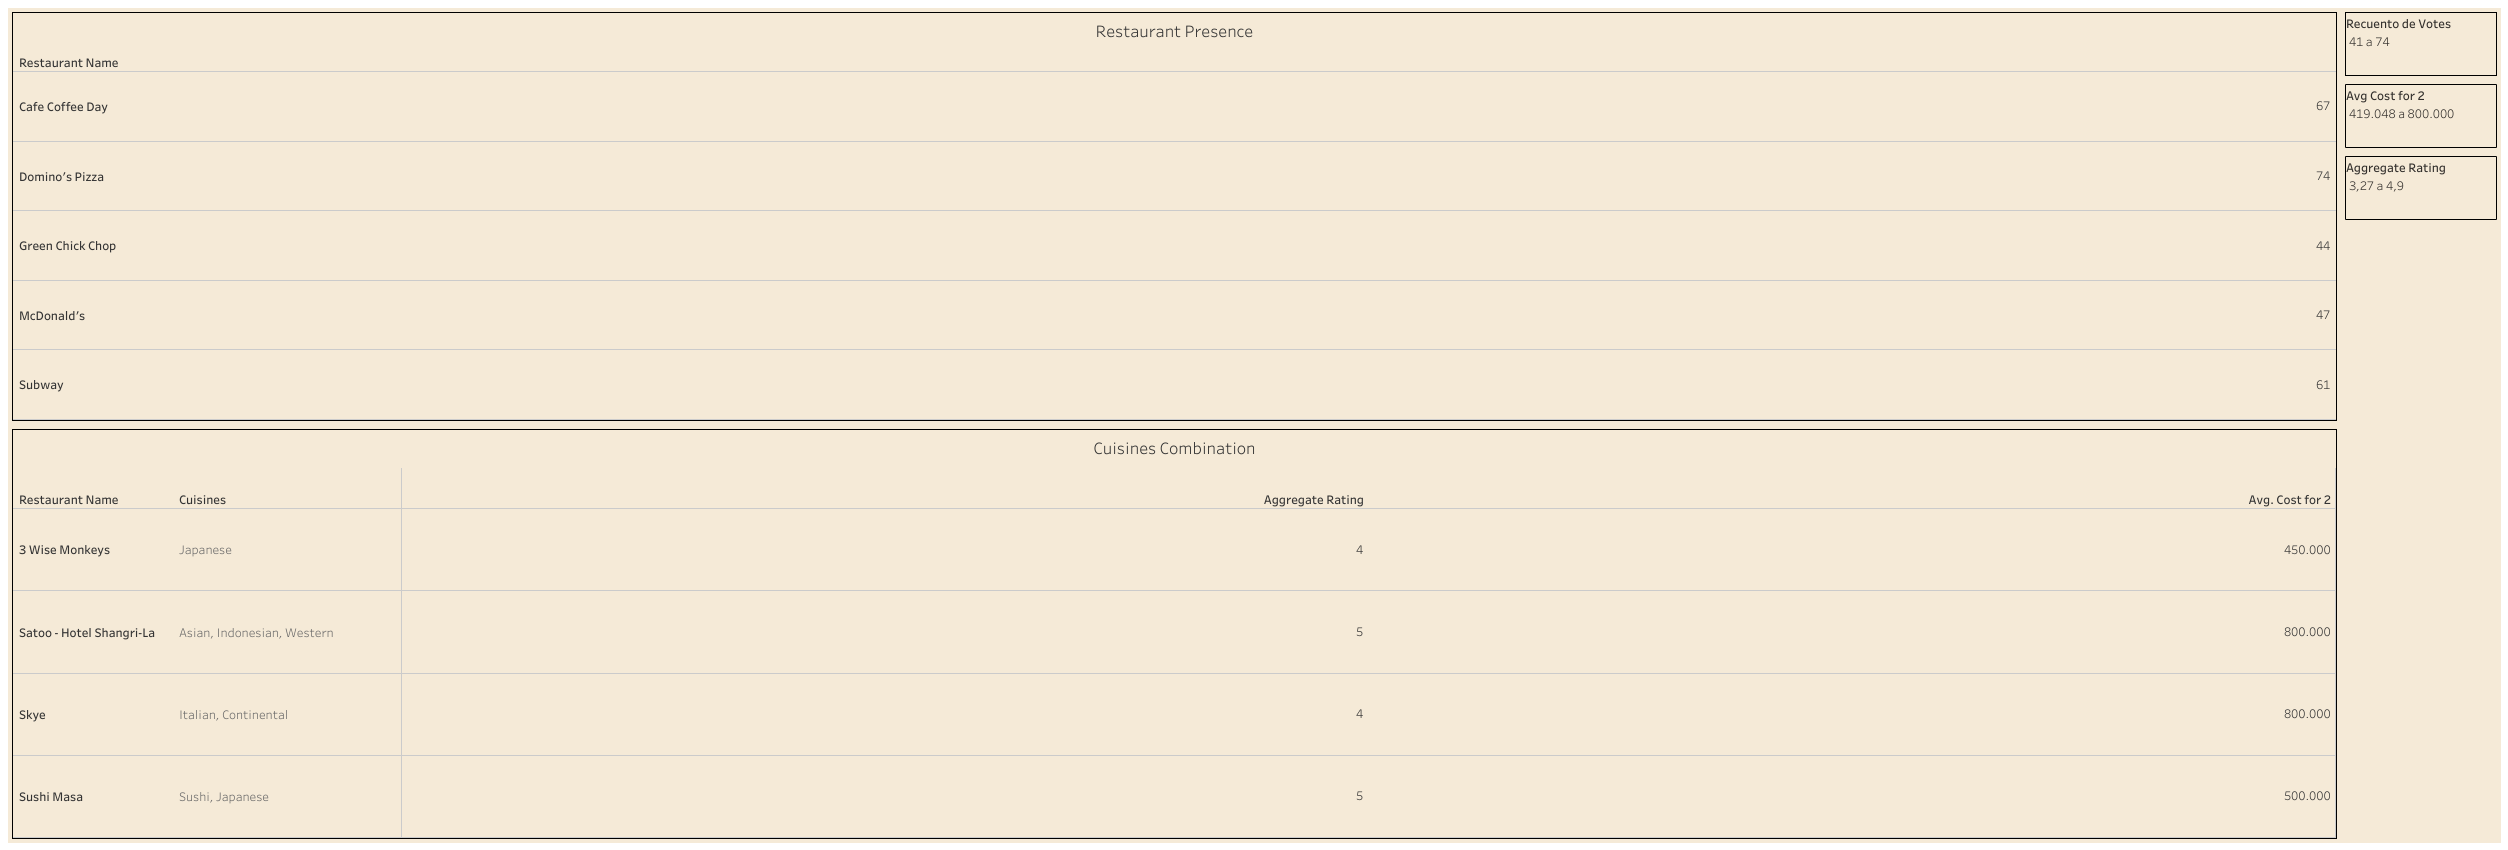 Restaurant Presence
Restaurant Name
Cafe Coffee Day 67
Domino's Pizza 74
Green Chick Chop 44
McDonald's 47
Subway 61
Cuisines Combination
Restaurant Name Cuisines Aggregate Rating Avg. Cost for 2
3 Wise Monkeys Japanese 4 450.000
Satoo - Hotel Shangri-La Asian, Indonesian, Western 5 800.000
Skye Italian, Continental 4 800.000
Sushi Masa Sushi, Japanese 5 500.000
Recuento de Votes
41 a 74
Avg Cost for 2
419.048 a 800.000
Aggregate Rating
3,27 a 4,9